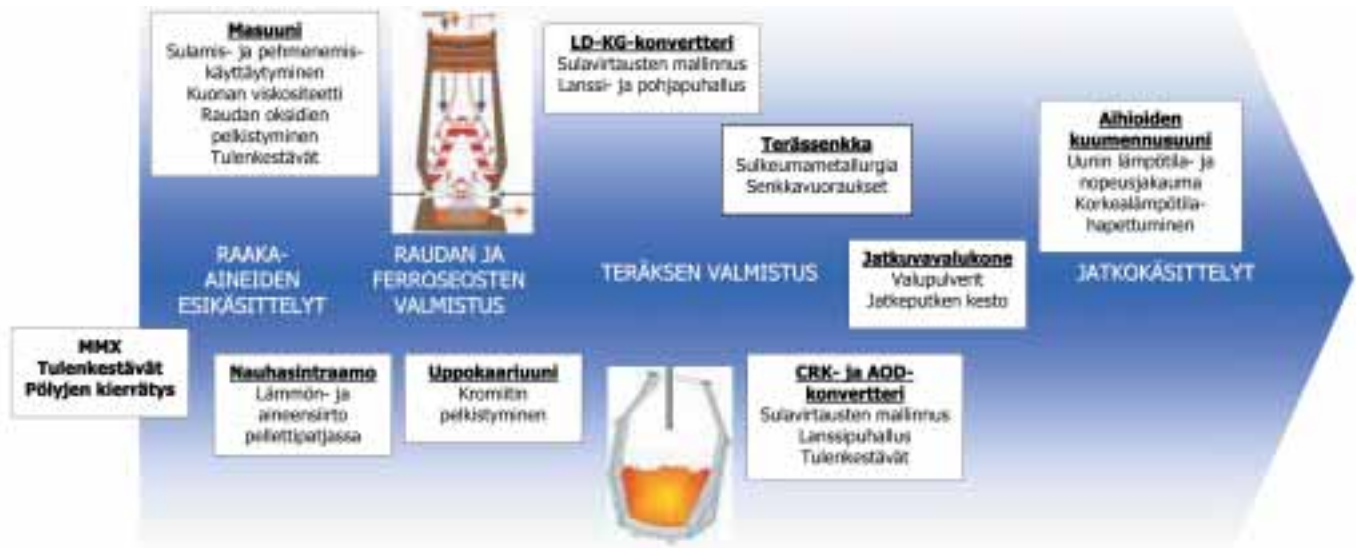 Masuuni
Sulamis- ja pehmenemis-
käyttäytyminen
Kuonan viskositeetti
Raudan oksidien
pelkistyminen
Tulenkestävät
LD-KG-konvertteri
Sulavirtausten mallinnus
Lanssi- ja pohjapuhallus
Terässenkka
Sulkeumametallurgia
Senkkavuoraukset
Aihioiden
kuumennusuuni
Uunin lämpötila- ja
nopeusjakauma
Korkealämpötila-
hapettuminen
RAAKA-
AINEIDEN
ESIKÄSITTELYT
RAUDAN JA
FERROSEOSTEN
VALMISTUS
TERÄKSEN VALMISTUS
Jatkuvavalukone
Valupulverit
Jatkeputken kesto
JATKOKÄSITTELYT
MMX
Tulenkestävät
Pölyjen kierrätys
Nauhasintraamo
Lämmön- ja
aineensiirto
pellettipatjassa
Uppokaariuuni
Kromiitin
pelkistyminen
CRK- ja AOD-
konvertteri
Sulavirtausten mallinnus
Lanssipuhallus
Tulenkestävät